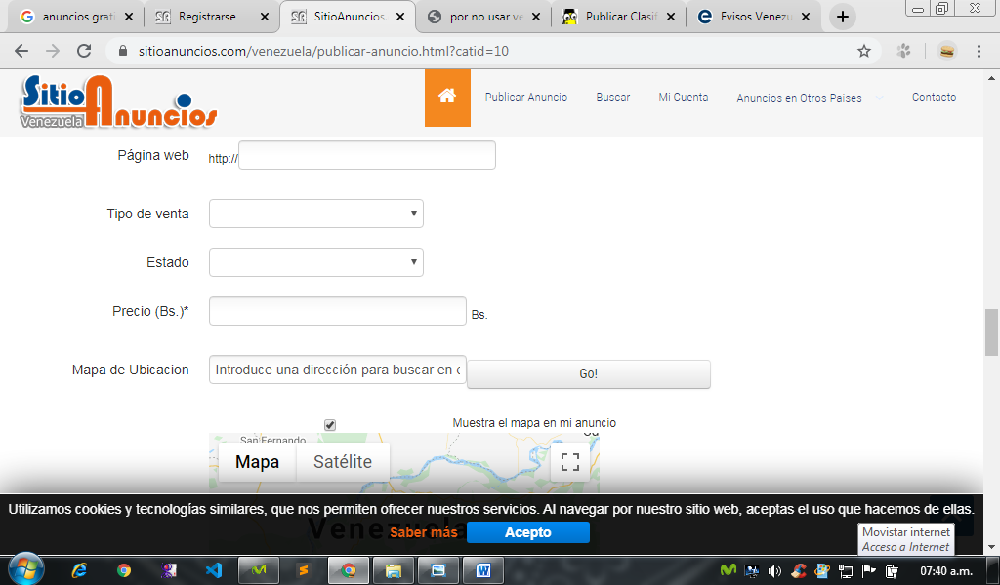 anuncios grati
Registrarse
SitioAnuncios.
por no usar ve
Publicar Clasif
Evisos Venezu
sitioanuncios.com/venezuela/publicar-anuncio.html?catid=10
Sitio Anuncios
Venezuela
Publicar Anuncio
Buscar
Mi Cuenta
Anuncios en Otros Paises
Contacto
Página web
http://
Tipo de venta
Estado
Precio (Bs.)*
Bs.
Mapa de Ubicacion
Introduce una dirección para buscar en e
Go!
Muestra el mapa en mi anuncio
San Fernando
Mapa
Satélite
Utilizamos cookies y tecnologías similares, que nos permiten ofrecer nuestros servicios. Al navegar por nuestro sitio web, aceptas el uso que hacemos de ellas.
Venezuela
Saber más
Acepto
Movistar internet
Acceso a Internet
07:40 a.m.